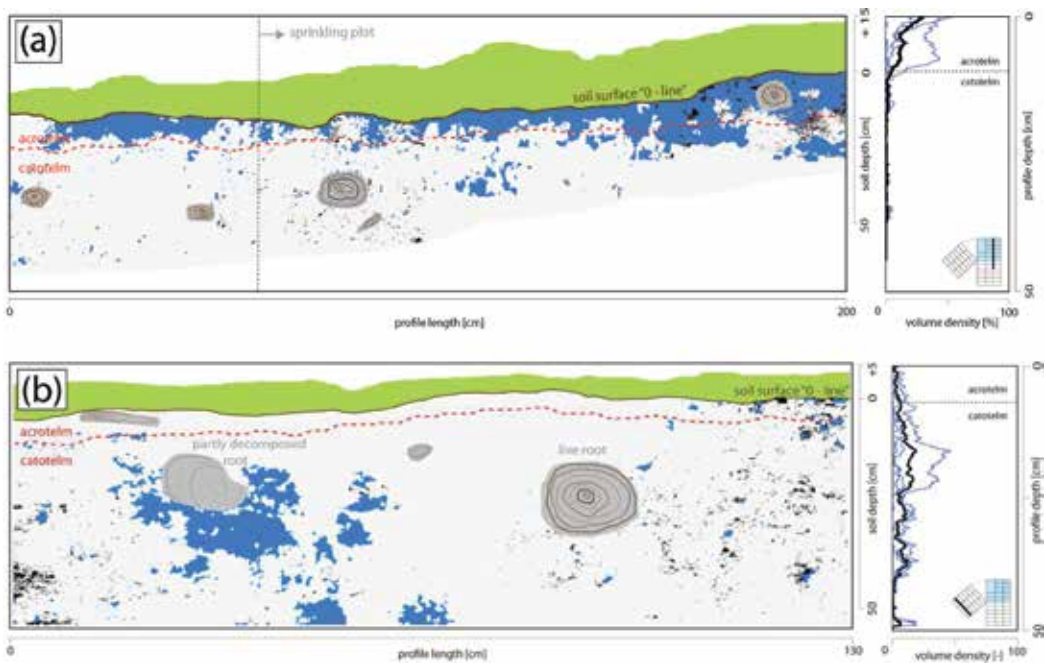 (a)
sprinkling plot
soil surface "0 - line"
acrotelm
catotelm
0
200
profile length [cm]
+ 15
0
soil depth [cm]
50
acrotelm
catotelm
0
profile depth [cm]
50
0
100
volume density [%]
(b)
soil surface "0 - line"
acrotelm
catotelm
partly decomposed
root
live root
0
130
profile length [cm]
+5
0
soil depth [cm]
50
acrotelm
catotelm
0
profile depth [cm]
50
0
100
volume density [-]